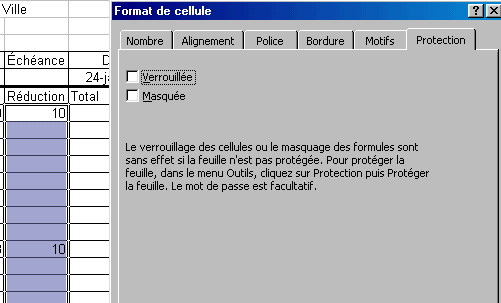 Ville
Format de cellule
Nombre
Alignement
Police
Bordure
Motifs
Protection
Échéance
D
24-ja
Réduction
Total
10
10
Verrouillée
Masquée
Le verrouillage des cellules ou le masquage des formules sont
sans effet si la feuille n'est pas protégée. Pour protéger la
feuille, dans le menu Outils, cliquez sur Protection puis Protéger
la feuille. Le mot de passe est facultatif.